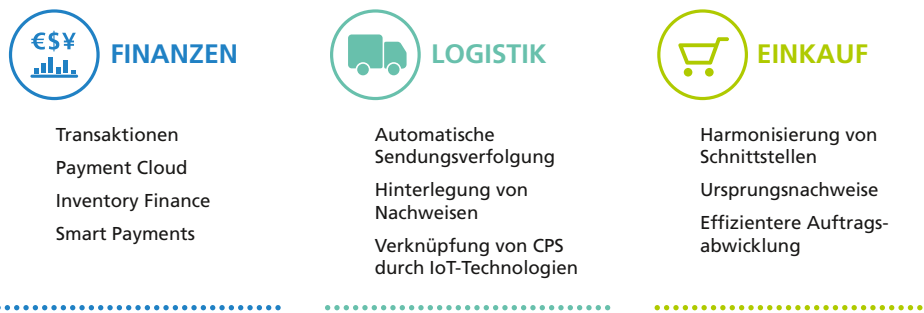 €$¥
FINANZEN
Transaktionen
Payment Cloud
Inventory Finance
Smart Payments
LOGISTIK
Automatische
Sendungsverfolgung
Hinterlegung von
Nachweisen
Verknüpfung von CPS
durch IoT-Technologien
EINKAUF
Harmonisierung von
Schnittstellen
Ursprungsnachweise
Effizientere Auftrags-
abwicklung